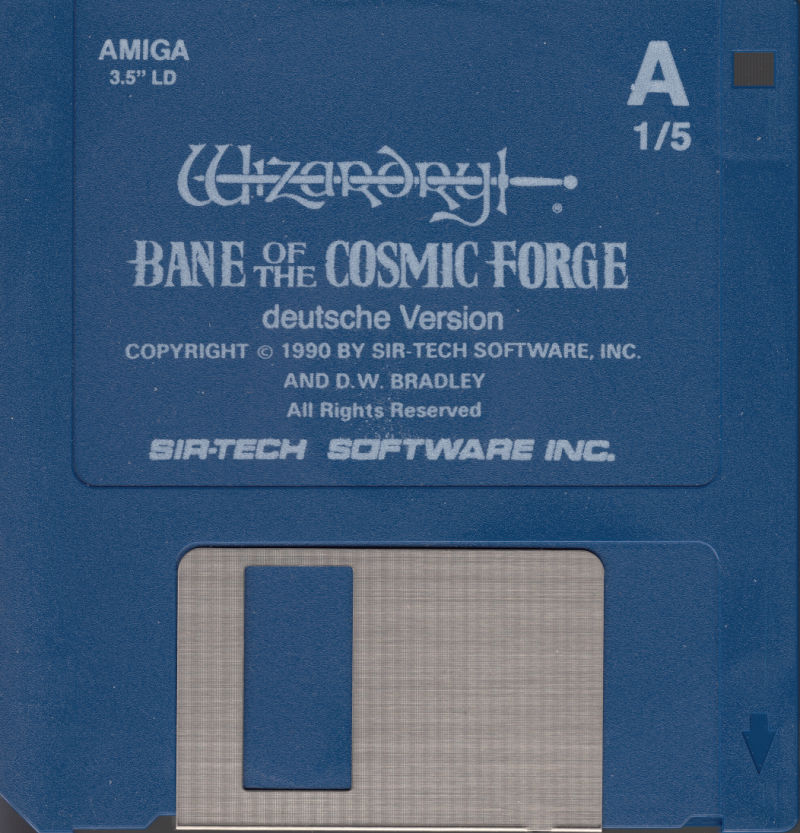 AMIGA
3.5” LD
A
1/5
Wizardry®
BANE OF THE COSMIC FORGE
deutsche Version
COPYRIGHT © 1990 BY SIR-TECH SOFTWARE, INC.
AND D.W. BRADLEY
All Rights Reserved
SIR-TECH SOFTWARE INC.